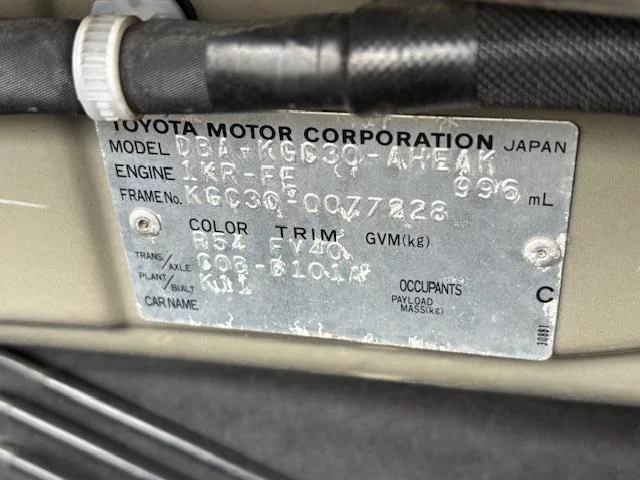 TOYOTA MOTOR CORPORATION JAPAN
MODEL DBA-KGC30-AHEAK
ENGINE 1KR-FE 996 mL
FRAME No. KGC30-0077228
COLOR TRIM GVM(kg)
R54 FV40
TRANS/AXLE
PLANT/BUILT
OCCUPANTS
PAYLOAD MASS(kg)
C
CAR NAME
30881